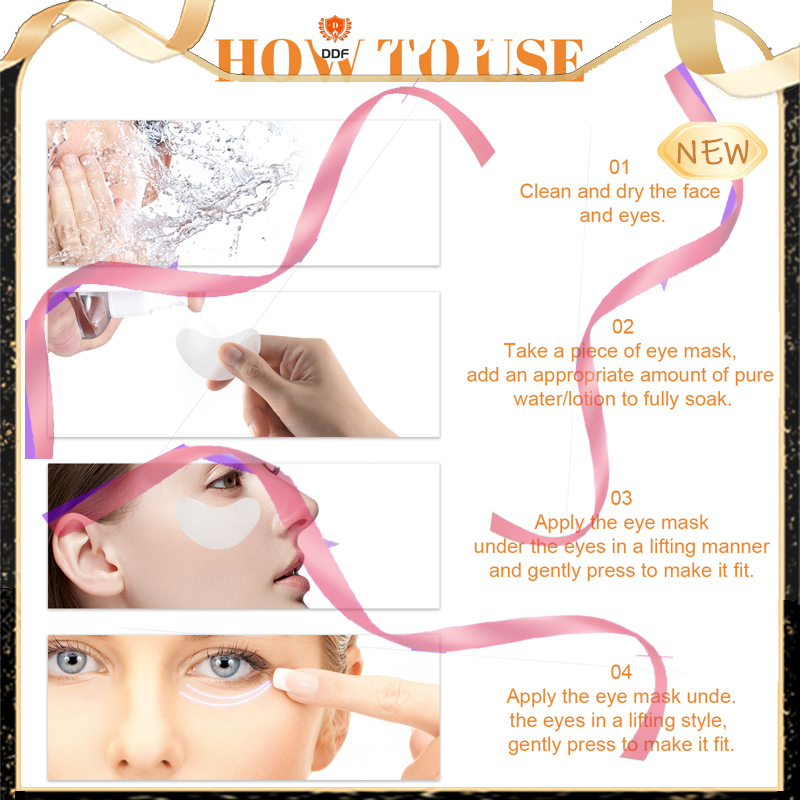 DDF
HOW TO USE
NEW
01
Clean and dry the face
and eyes.
02
Take a piece of eye mask,
add an appropriate amount of pure
water/lotion to fully soak.
03
Apply the eye mask
under the eyes in a lifting manner
and gently press to make it fit.
04
Apply the eye mask unde.
the eyes in a lifting style,
gently press to make it fit.